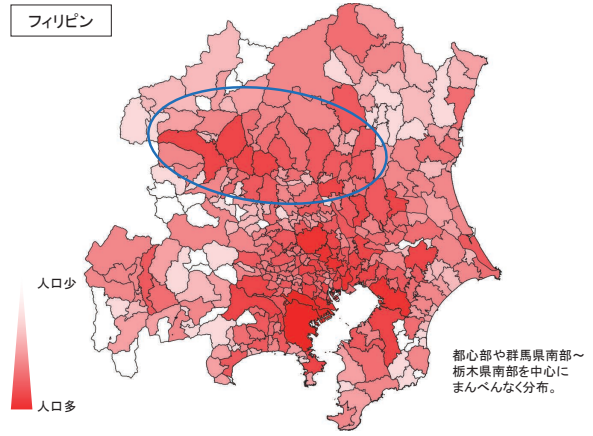 フィリピン
人口少
人口多
都心部や群馬県南部～
栃木県南部を中心に
まんべんなく分布。